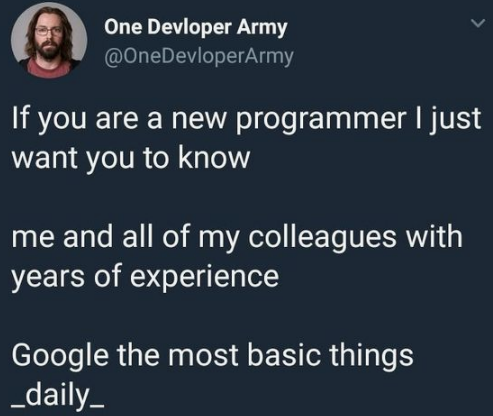 One Devloper Army
@OneDevloperArmy
If you are a new programmer I just
want you to know
me and all of my colleagues with
years of experience
Google the most basic things
_daily_